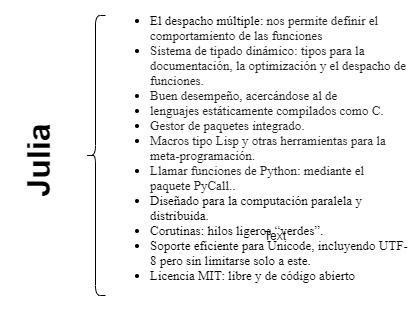 Julia
• El despacho múltiple: nos permite definir el
comportamiento de las funciones
• Sistema de tipado dinámico: tipos para la
documentación, la optimización y el despacho de
funciones.
• Buen desempeño, acercándose al de
• lenguajes estáticamente compilados como C.
• Gestor de paquetes integrado.
• Macros tipo Lisp y otras herramientas para la
meta-programación.
• Llamar funciones de Python: mediante el
paquete PyCall..
• Diseñado para la computación paralela y
distribuida.
• Corutinas: hilos ligeros “verdes”.
Text
• Soporte eficiente para Unicode, incluyendo UTF-
8 pero sin limitarse solo a este.
• Licencia MIT: libre y de código abierto